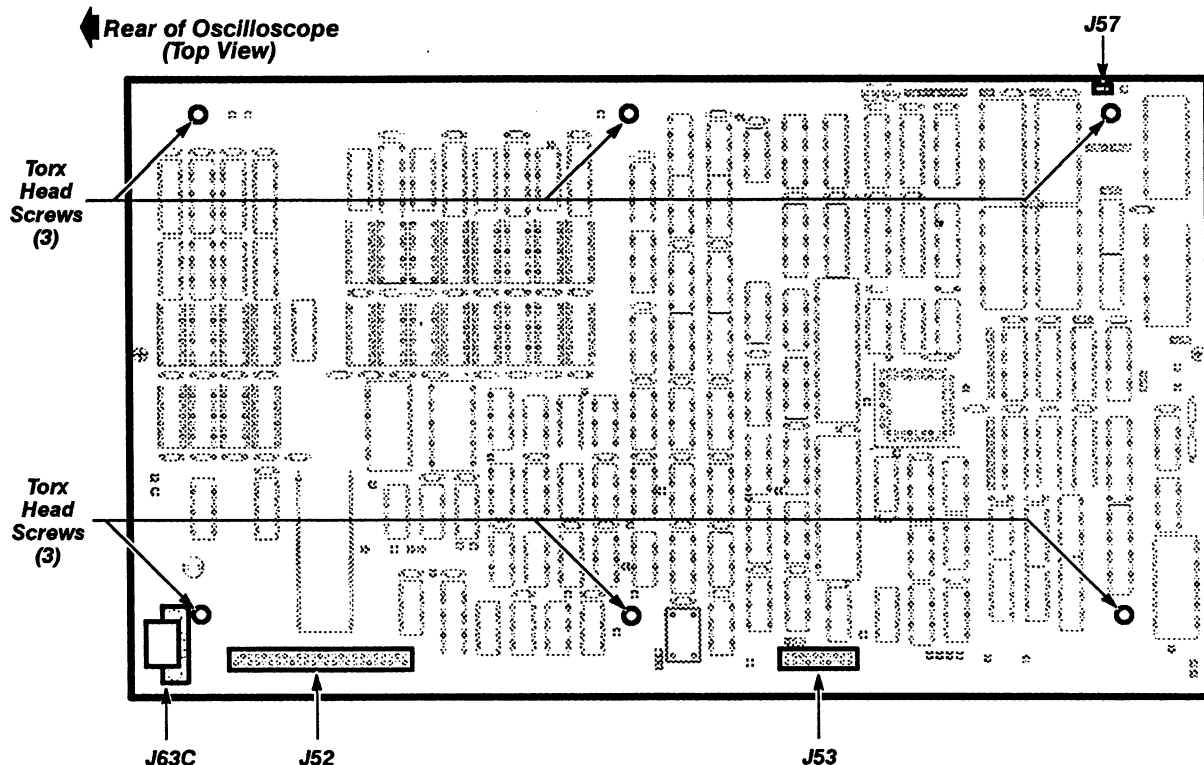 Rear of Oscilloscope
(Top View)
J57
Torx
Head
Screws
(3)
Torx
Head
Screws
(3)
J63C
J52
J53